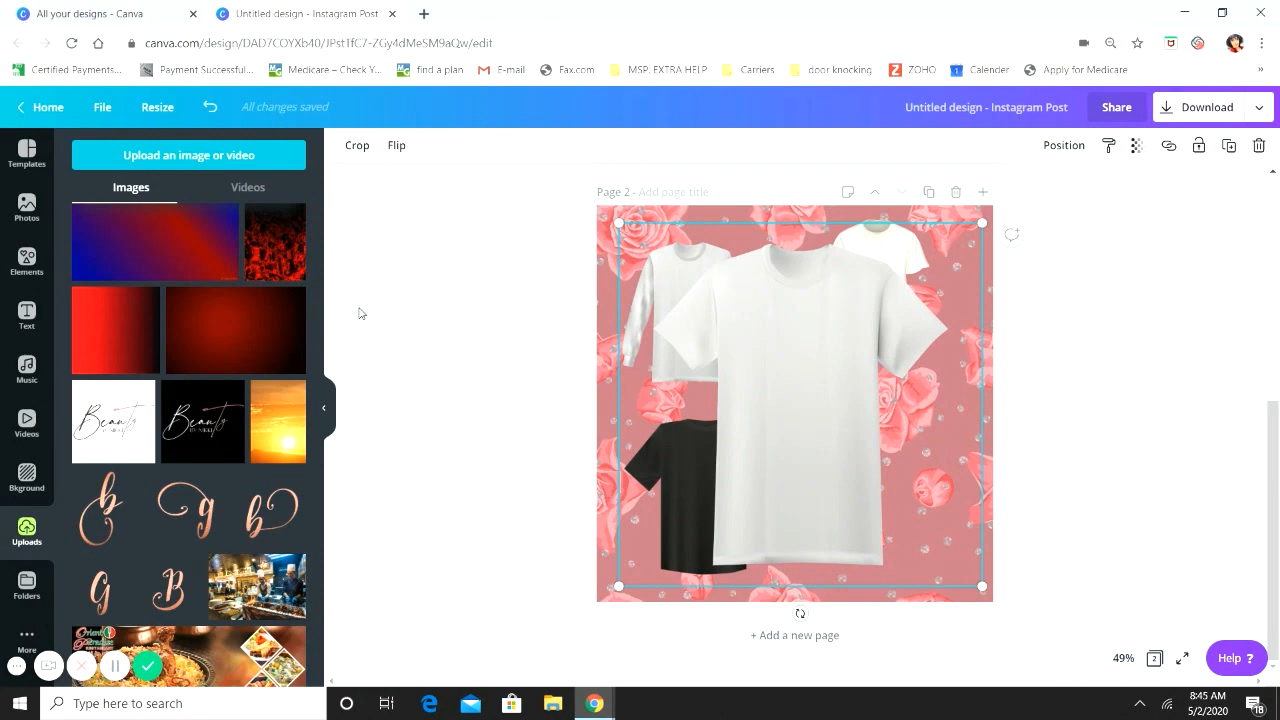 All your designs - Canva
Untitled design - Instagram Post
canva.com/design/DAD7COYXb40/JPstTfC7-ZGy4dMeSM9aQw/edit
Certified Payments...
Payment Successful...
Medicare – Check Y...
find a plan
E-mail
Fax.com
MSP. EXTRA HELP
Carriers
door knocking
ZOHO
Calender
Apply for Medicare
Home
File
Resize
All changes saved
Untitled design - Instagram Post
Share
Download
Templates
Photos
Elements
Text
Music
Videos
Bkground
Uploads
Folders
More
Upload an image or video
Images
Videos
Beauty
Beauty
b
g
b
G
B
Crop
Flip
Position
Page 2 - Add page title
+ Add a new page
49%
2
Help ?
Type here to search
8:45 AM
5/2/2020
18